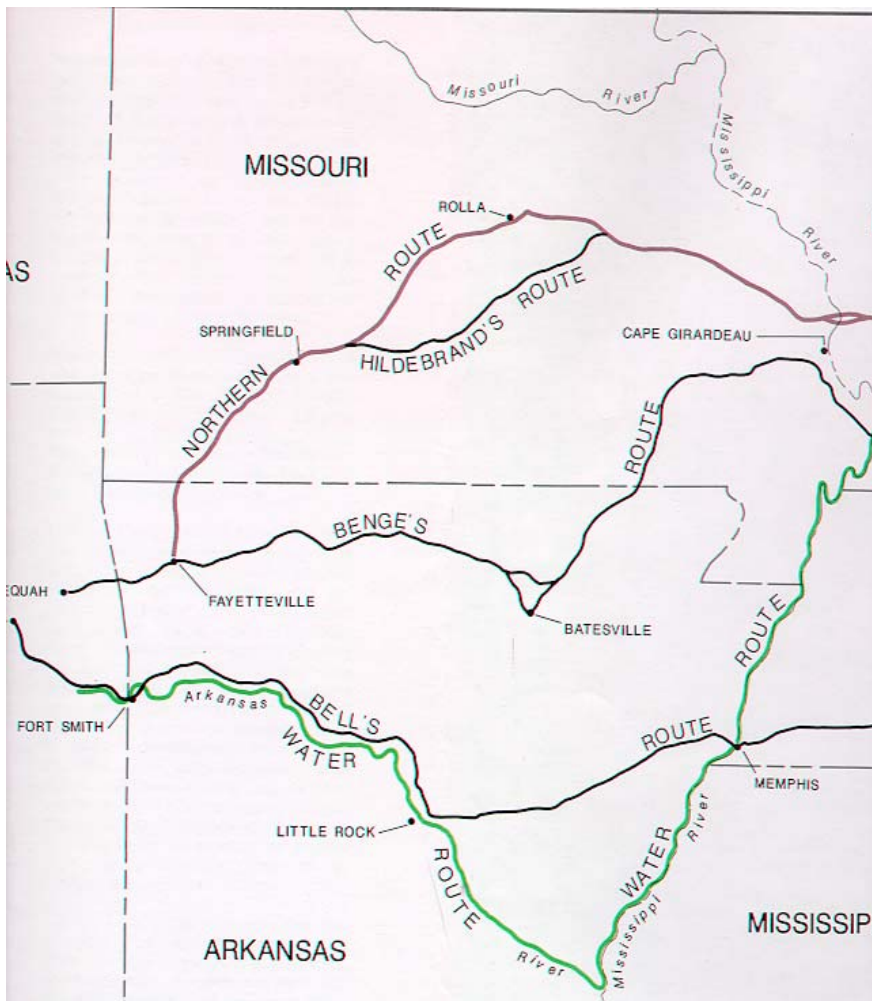 Missouri River
Mississippi River
MISSOURI
ROLLA
NORTHERN ROUTE
AS
HILDEBRAND'S ROUTE
SPRINGFIELD
CAPE GIRARDEAU
BENGE'S ROUTE
EQUAH
FAYETTEVILLE
BATESVILLE
WATER ROUTE
Arkansas River
BELL'S ROUTE
FORT SMITH
WATER ROUTE
MEMPHIS
LITTLE ROCK
Mississippi River
ARKANSAS
MISSISSIP